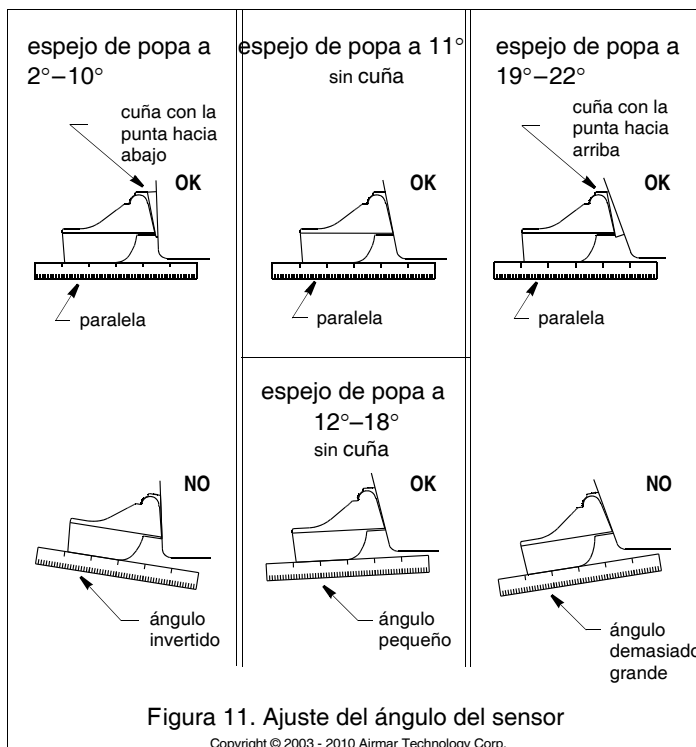 espejo de popa a
2°–10°
cuña con la
punta hacia
abajo
OK
paralela
NO
ángulo
invertido
espejo de popa a 11°
sin cuña
OK
paralela
espejo de popa a
12°–18°
sin cuña
OK
ángulo
pequeño
espejo de popa a
19°–22°
cuña con la
punta hacia
arriba
OK
paralela
NO
ángulo
demasiado
grande
Figura 11. Ajuste del ángulo del sensor
Copyright © 2003 - 2010 Airmar Technology Corp.